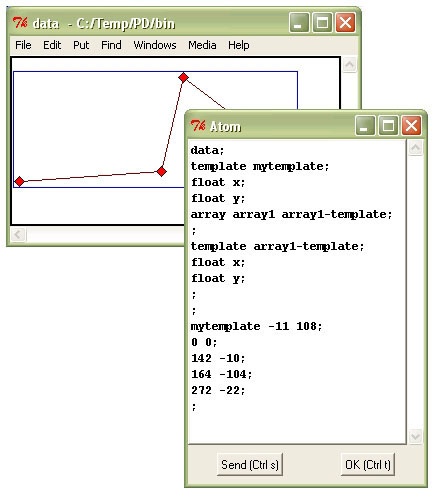 data - C:/Temp/PD/bin
File Edit Put Find Windows Media Help
Atom
data;
template mytemplate;
float x;
float y;
array array1 array1-template;
;
template array1-template;
float x;
float y;
;
;
mytemplate -11 108;
0 0;
142 -10;
164 -104;
272 -22;
;
Send (Ctrl s) OK (Ctrl t)